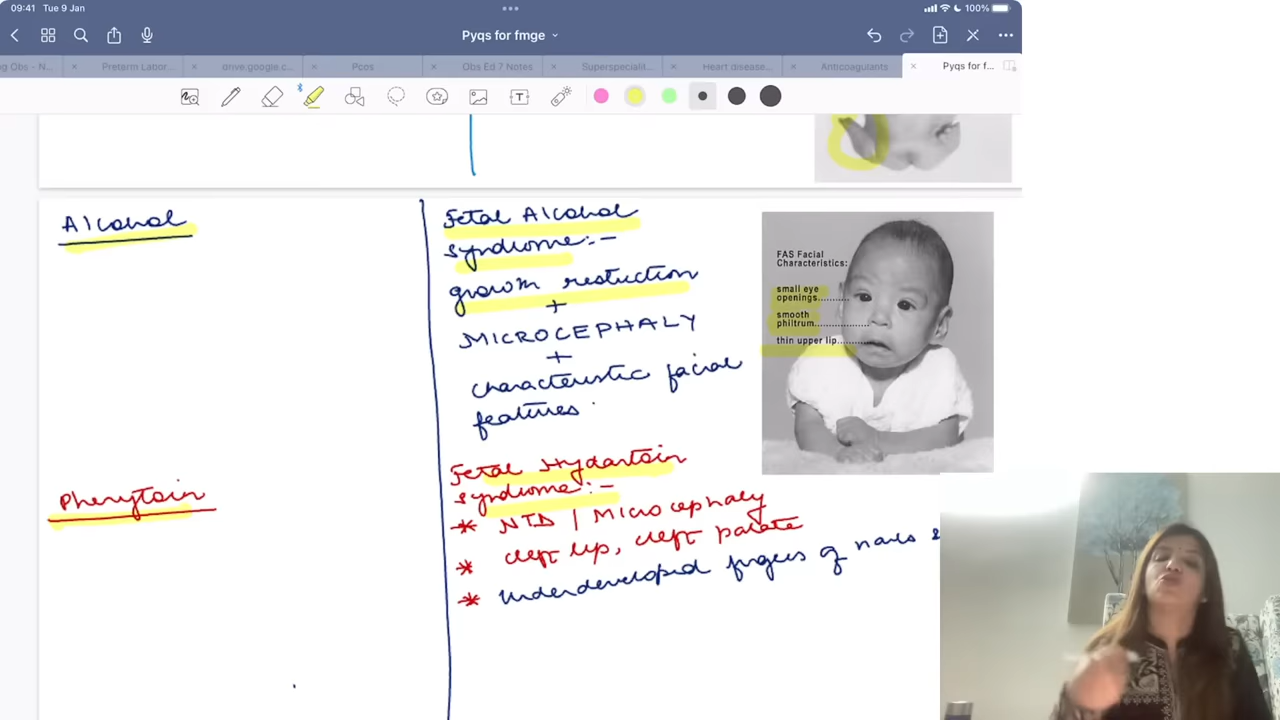 09:41 Tue 9 Jan
100%
Pyqs for fmge
ng Obs - N...
Preterm Labor...
drive.google.c...
Pcos
Obs Ed 7 Notes
Superspecialit...
Heart disease...
Anticoagulants
Pyqs for f...
Alcohol
Fetal Alcohol
syndrome:-
growth restriction
+
MICROCEPHALY
+
characteristic facial
features.
FAS Facial
Characteristics:
small eye
openings
smooth
philtrum
thin upper lip
Phenytoin
Fetal Hydantoin
syndrome:-
* NTD / Microcephaly
* cleft lip, cleft palate
* Underdeveloped fingers of nails &